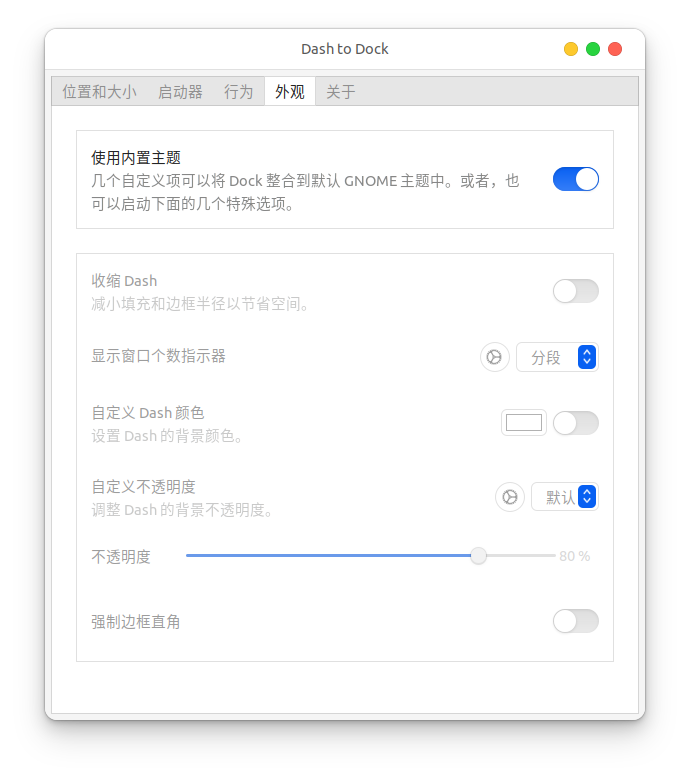 Dash to Dock
位置和大小 启动器 行为 外观 关于
使用内置主题
几个自定义项可以将 Dock 整合到默认 GNOME 主题中。或者，也
可以启动下面的几个特殊选项。
收缩 Dash
减小填充和边框半径以节省空间。
显示窗口个数指示器 分段
自定义 Dash 颜色
设置 Dash 的背景颜色。
自定义不透明度 默认
调整 Dash 的背景不透明度。
不透明度 80 %
强制边框直角